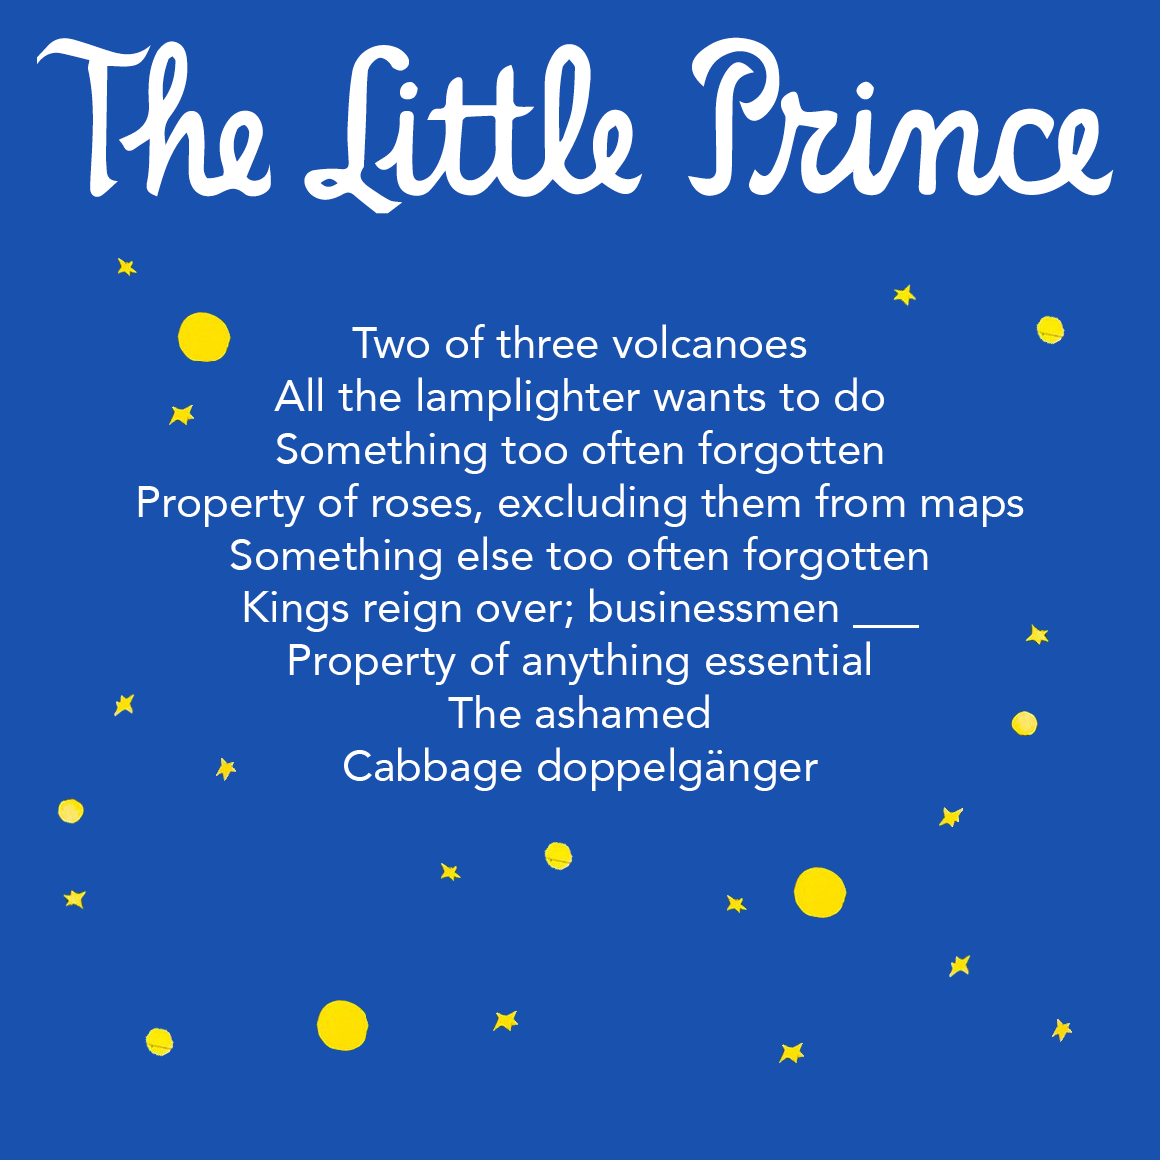 The Little Prince
Two of three volcanoes
All the lamplighter wants to do
Something too often forgotten
Property of roses, excluding them from maps
Something else too often forgotten
Kings reign over; businessmen ___
Property of anything essential
The ashamed
Cabbage doppelgänger